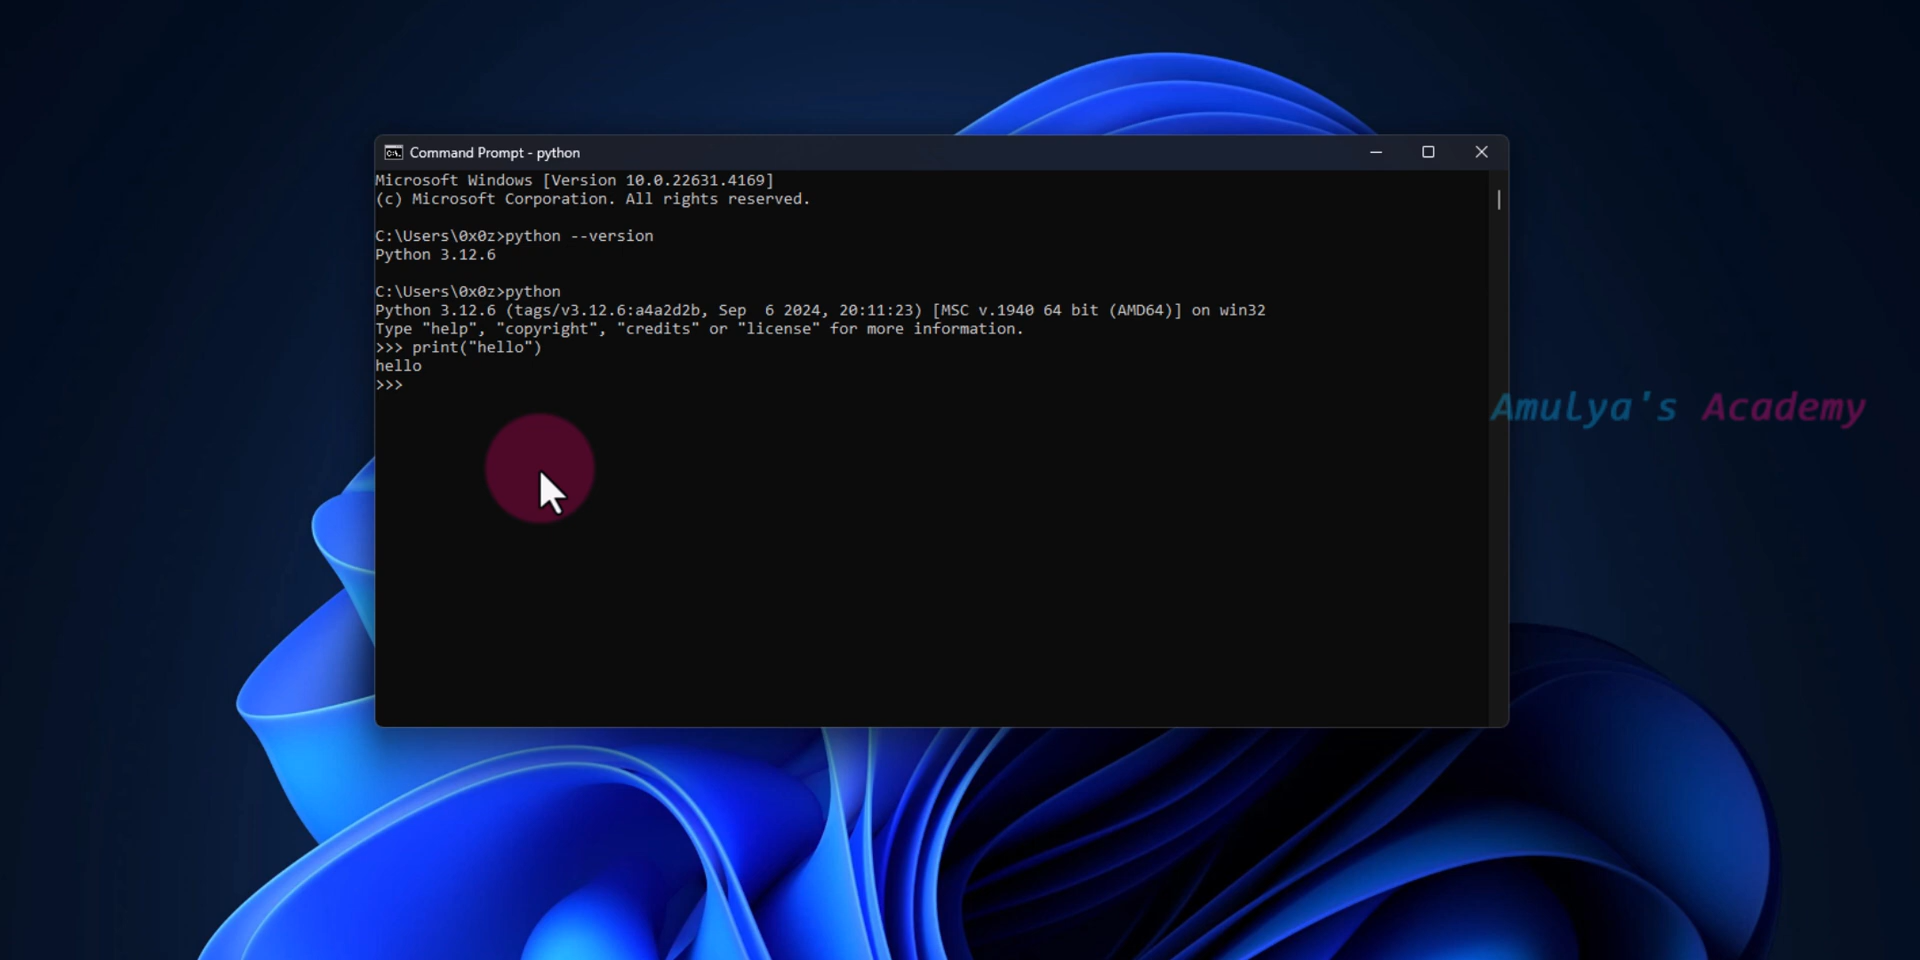 Command Prompt - python
Microsoft Windows [Version 10.0.22631.4169]
(c) Microsoft Corporation. All rights reserved.
C:\Users\0x0z>python --version
Python 3.12.6
C:\Users\0x0z>python
Python 3.12.6 (tags/v3.12.6:a4a2d2b, Sep  6 2024, 20:11:23) [MSC v.1940 64 bit (AMD64)] on win32
Type "help", "copyright", "credits" or "license" for more information.
>>> print("hello")
hello
>>>
Amulya's Academy